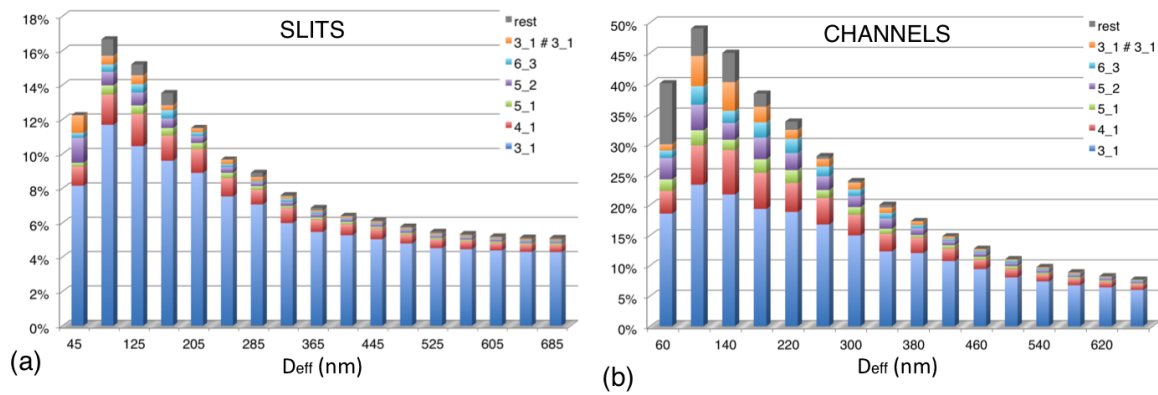 SLITS
18%
16%
14%
12%
10%
8%
6%
4%
2%
0%
rest
3_1 # 3_1
6_3
5_2
5_1
4_1
3_1
45 125 205 285 365 445 525 605 685
(a)
Deff (nm)
CHANNELS
50%
45%
40%
35%
30%
25%
20%
15%
10%
5%
0%
rest
3_1 # 3_1
6_3
5_2
5_1
4_1
3_1
60 140 220 300 380 460 540 620
(b)
Deff (nm)